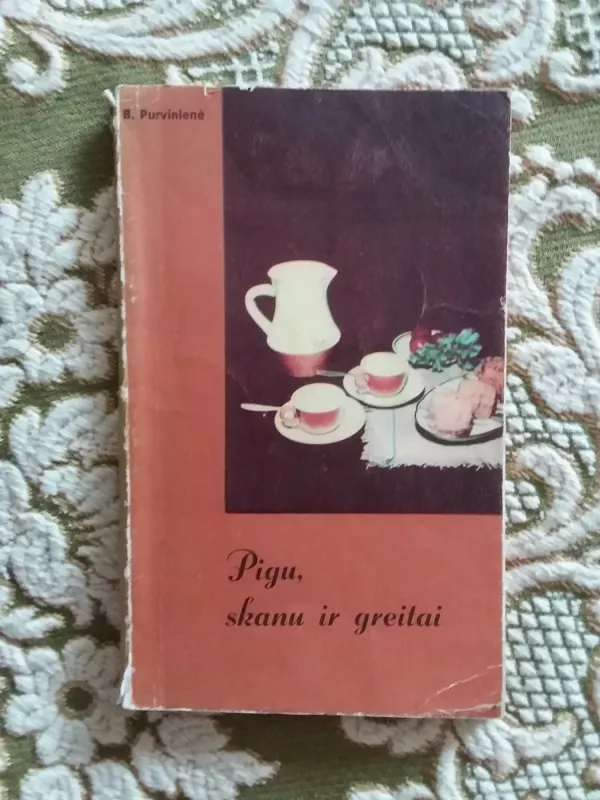 B. Purvinienė
Pigu,
skanu ir greitai